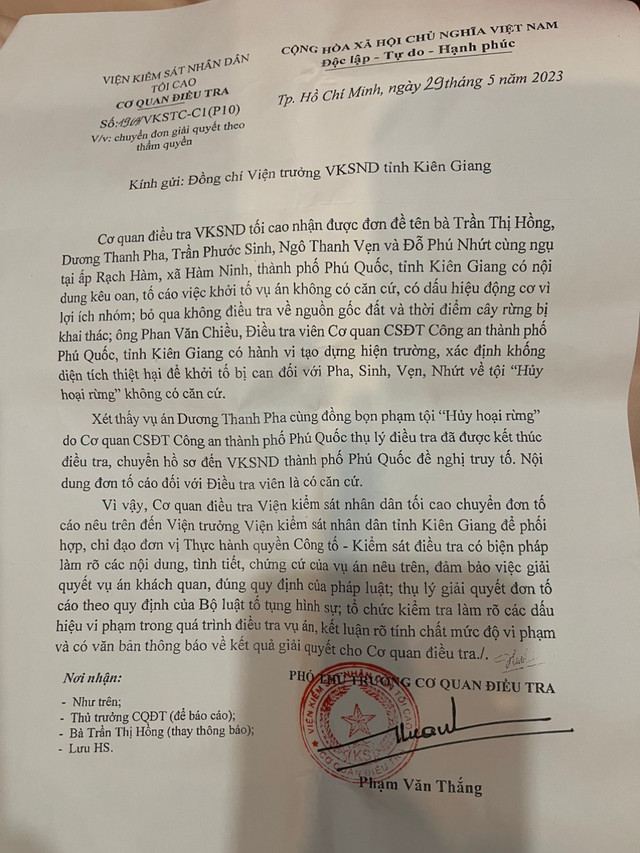 VIỆN KIỂM SÁT NHÂN DÂN
TỐI CAO
CƠ QUAN ĐIỀU TRA
Số: /VKSTC-C1(P10)
V/v: chuyển đơn giải quyết theo
thẩm quyền
CỘNG HÒA XÃ HỘI CHỦ NGHĨA VIỆT NAM
Độc lập - Tự do - Hạnh phúc
Tp. Hồ Chí Minh, ngày 29 tháng 5 năm 2023
Kính gửi: Đồng chí Viện trưởng VKSND tỉnh Kiên Giang
Cơ quan điều tra VKSND tối cao nhận được đơn đề tên bà Trần Thị Hồng,
Dương Thanh Pha, Trần Phước Sinh, Ngô Thanh Vẹn và Đỗ Phú Nhứt cùng ngụ
tại ấp Rạch Hàm, xã Hàm Ninh, thành phố Phú Quốc, tỉnh Kiên Giang có nội
dung kêu oan, tố cáo việc khởi tố vụ án không có căn cứ, có dấu hiệu động cơ vì
lợi ích nhóm; bỏ qua không điều tra về nguồn gốc đất và thời điểm cây rừng bị
khai thác; ông Phan Văn Chiều, Điều tra viên Cơ quan CSĐT Công an thành phố
Phú Quốc, tỉnh Kiên Giang có hành vi tạo dựng hiện trường, xác định khống
diện tích thiệt hại để khởi tố bị can đối với Pha, Sinh, Vẹn, Nhứt về tội “Hủy
hoại rừng” không có căn cứ.
Xét thấy vụ án Dương Thanh Pha cùng đồng bọn phạm tội “Hủy hoại rừng”
do Cơ quan CSĐT Công an thành phố Phú Quốc thụ lý điều tra đã được kết thúc
điều tra, chuyển hồ sơ đến VKSND thành phố Phú Quốc đề nghị truy tố. Nội
dung đơn tố cáo đối với Điều tra viên là có căn cứ.
Vì vậy, Cơ quan điều tra Viện kiểm sát nhân dân tối cao chuyển đơn tố
cáo nêu trên đến Viện trưởng Viện kiểm sát nhân dân tỉnh Kiên Giang để phối
hợp, chỉ đạo đơn vị Thực hành quyền Công tố - Kiểm sát điều tra có biện pháp
làm rõ các nội dung, tình tiết, chứng cứ của vụ án nêu trên, đảm bảo việc giải
quyết vụ án khách quan, đúng quy định của pháp luật; thụ lý giải quyết đơn tố
cáo theo quy định của Bộ luật tố tụng hình sự; tổ chức kiểm tra làm rõ các dấu
hiệu vi phạm trong quá trình điều tra vụ án, kết luận rõ tính chất mức độ vi phạm
và có văn bản thông báo về kết quả giải quyết cho Cơ quan điều tra./.
Nơi nhận:
- Như trên;
- Thủ trưởng CQĐT (để báo cáo);
- Bà Trần Thị Hồng (thay thông báo);
- Lưu HS.
PHÓ THỦ TRƯỞNG CƠ QUAN ĐIỀU TRA
VIỆN KIỂM SÁT NHÂN DÂN TỐI CAO
VKS
CƠ QUAN ĐIỀU TRA
Phạm Văn Thắng